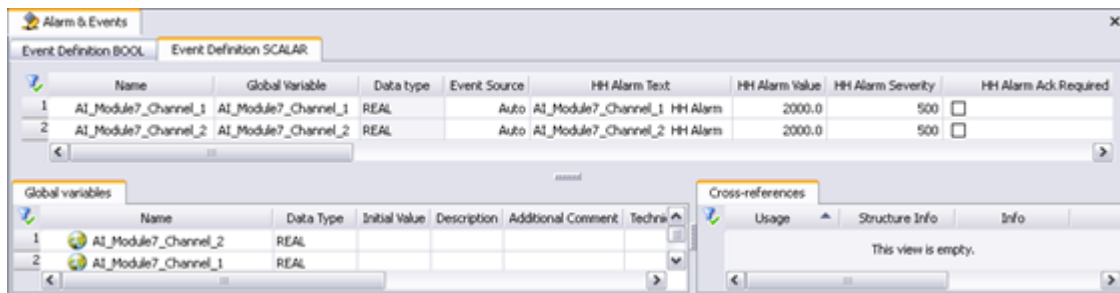 Alarm & Events
Event Definition BOOL Event Definition SCALAR
Name Global Variable Data type Event Source HH Alarm Text HH Alarm Value HH Alarm Severity HH Alarm Ack Required
1 AI_Module7_Channel_1 AI_Module7_Channel_1 REAL Auto AI_Module7_Channel_1 HH Alarm 2000.0 500
2 AI_Module7_Channel_2 AI_Module7_Channel_2 REAL Auto AI_Module7_Channel_2 HH Alarm 2000.0 500
Global variables Cross-references
Name Data Type Initial Value Description Additional Comment Techni Usage Structure Info Info
1 AI_Module7_Channel_2 REAL This view is empty.
2 AI_Module7_Channel_1 REAL